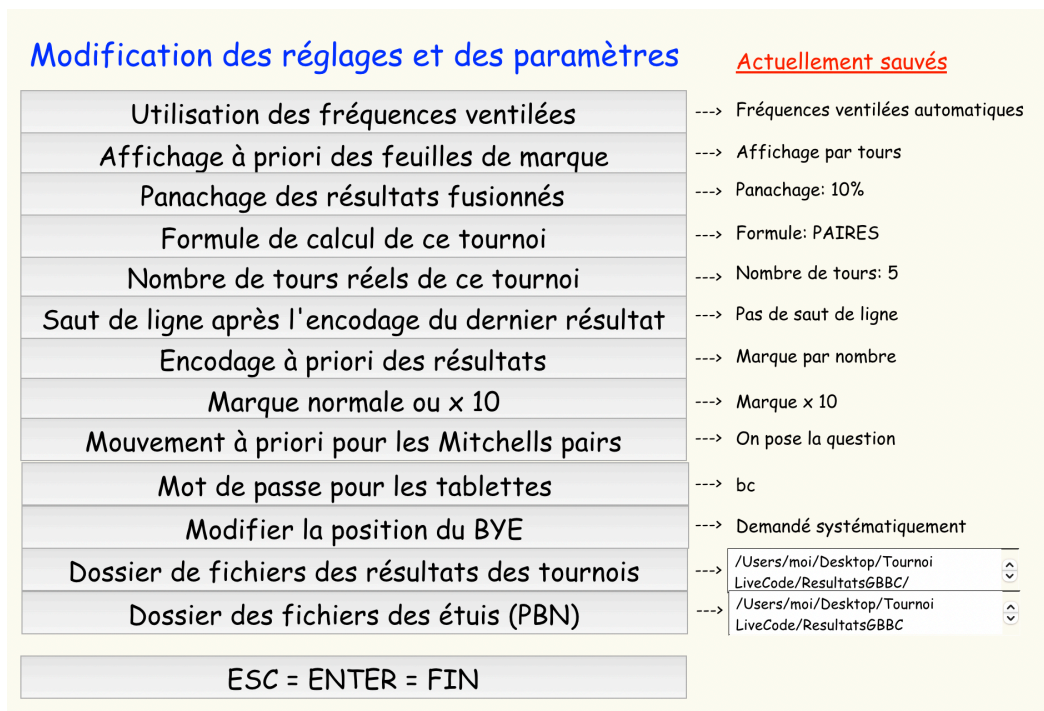 Modification des réglages et des paramètres
Actuellement sauvés
Utilisation des fréquences ventilées ---> Fréquences ventilées automatiques
Affichage à priori des feuilles de marque ---> Affichage par tours
Panachage des résultats fusionnés ---> Panachage: 10%
Formule de calcul de ce tournoi ---> Formule: PAIRES
Nombre de tours réels de ce tournoi ---> Nombre de tours: 5
Saut de ligne après l'encodage du dernier résultat ---> Pas de saut de ligne
Encodage à priori des résultats ---> Marque par nombre
Marque normale ou x 10 ---> Marque x 10
Mouvement à priori pour les Mitchells pairs ---> On pose la question
Mot de passe pour les tablettes ---> bc
Modifier la position du BYE ---> Demandé systématiquement
Dossier de fichiers des résultats des tournois ---> /Users/moi/Desktop/Tournoi
LiveCode/ResultatsGBBC/
Dossier des fichiers des étuis (PBN) ---> /Users/moi/Desktop/Tournoi
LiveCode/ResultatsGBBC
ESC = ENTER = FIN